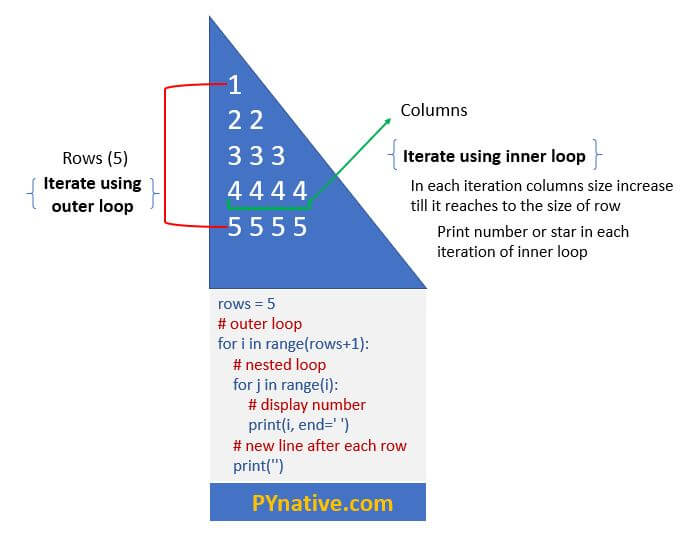 1
2 2
3 3 3
4 4 4 4
5 5 5 5
Rows (5)
Iterate using
outer loop
Columns
Iterate using inner loop
In each iteration columns size increase
till it reaches to the size of row
Print number or star in each
iteration of inner loop
rows = 5
# outer loop
for i in range(rows+1):
# nested loop
for j in range(i):
# display number
print(i, end=' ')
# new line after each row
print('')
PYnative.com